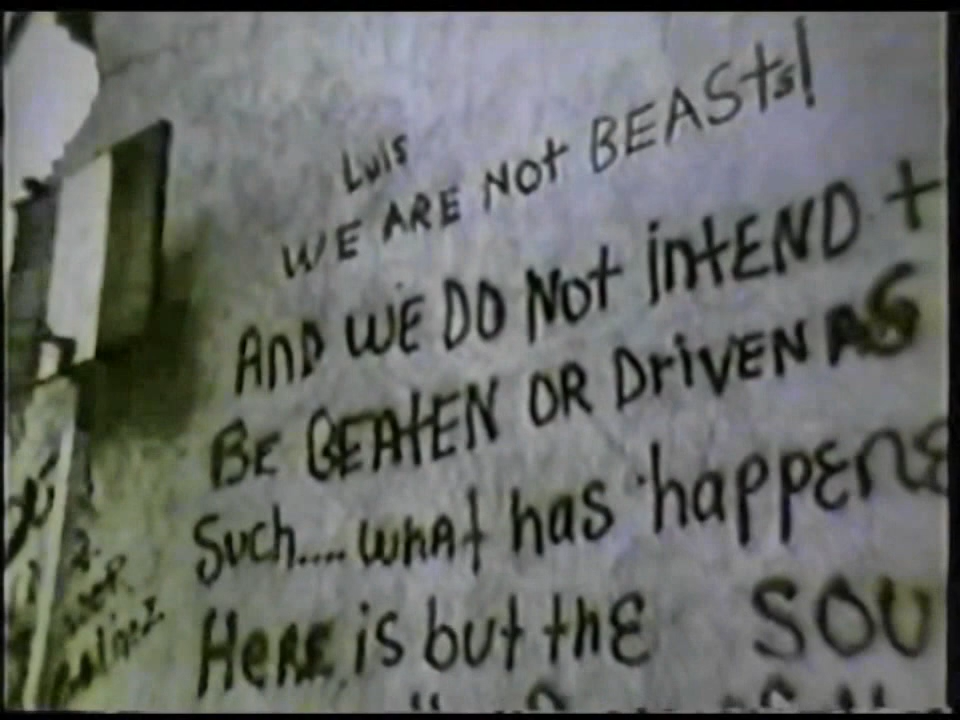 Luis
WE ARE NOT BEASTs!
AND WE DO Not intEND t
BE BEAtEN OR DriVEN AS
Such.... whAt has happene
HeRE is but thE SOU